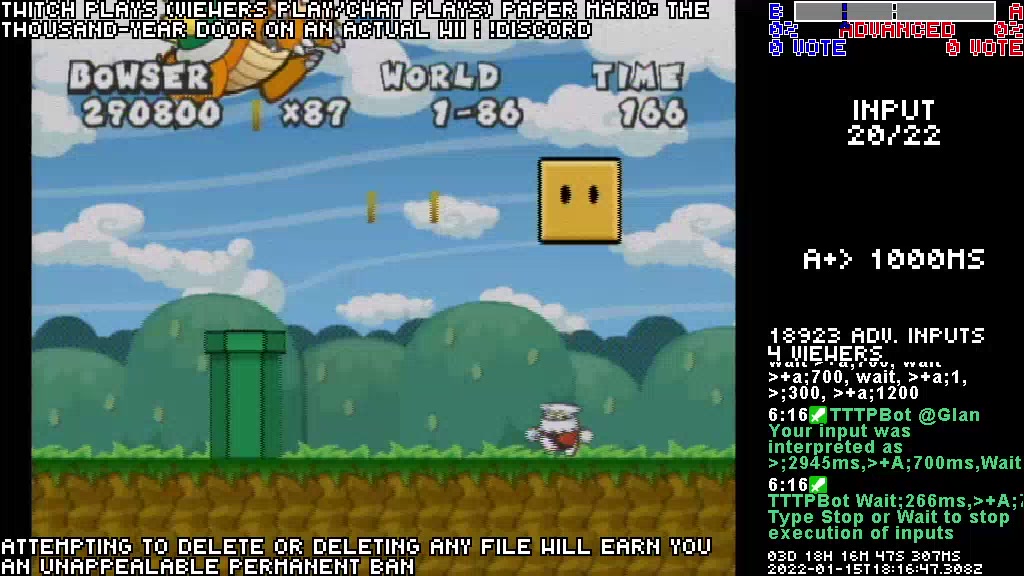 TWITCH PLAYS (VIEWERS PLAY/CHAT PLAYS) PAPER MARIO: THE
THOUSAND-YEAR DOOR ON AN ACTUAL WII : !DISCORD
BOWSER WORLD TIME
290800 ×87 1-86 166
B A
0% ADVANCED 0%
0 VOTE 0 VOTE
INPUT
20/22
A+> 1000MS
18923 ADV. INPUTS
4 VIEWERS
>+a;700, wait, >+a;1,
>;300, >+a;1200
6:16 TTTPBot @Glan
Your input was
interpreted as
>;2945ms,>+A;700ms,Wait
6:16
TTTPBot Wait;266ms,>+A;
Type Stop or Wait to stop
execution of inputs
03D 18H 16M 47S 307MS
2022-01-15T18:16:47.308Z
ATTEMPTING TO DELETE OR DELETING ANY FILE WILL EARN YOU
AN UNAPPEALABLE PERMANENT BAN